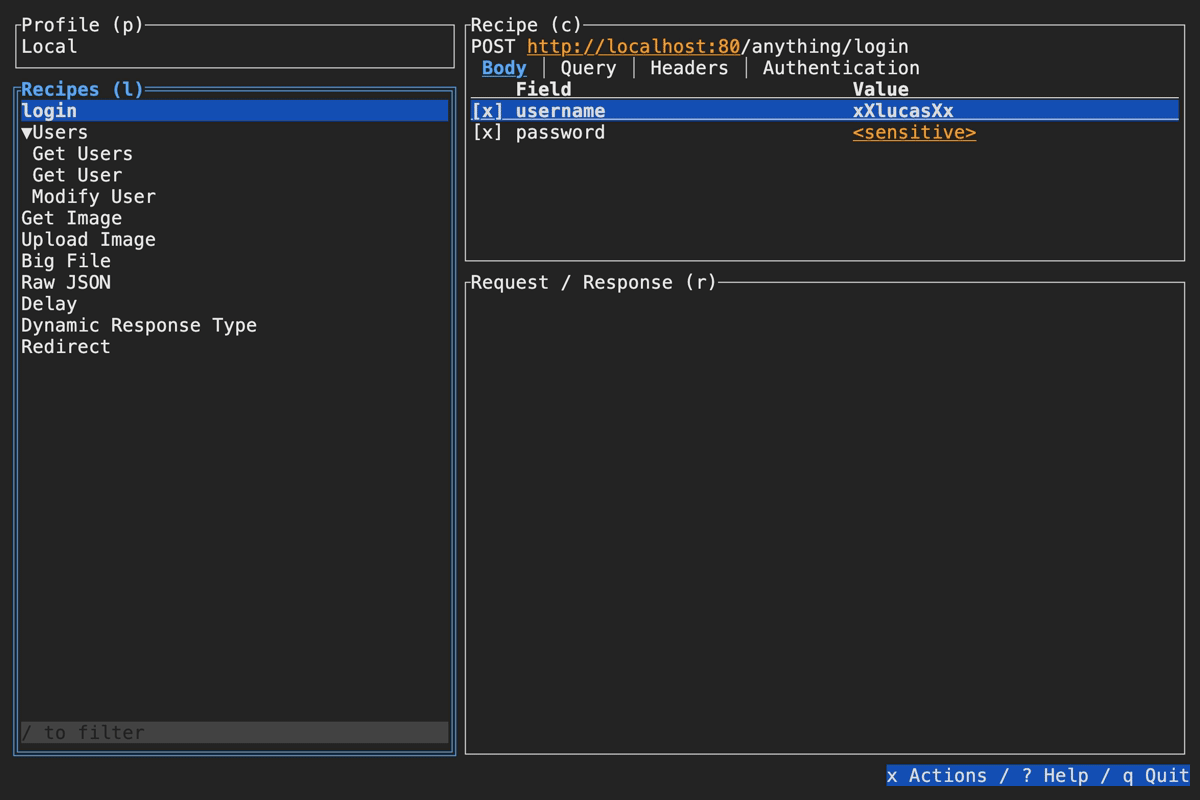 Profile (p)
Local
Recipes (l)
login
▼Users
Get Users
Get User
Modify User
Get Image
Upload Image
Big File
Raw JSON
Delay
Dynamic Response Type
Redirect
/ to filter
Recipe (c)
POST http://localhost:80/anything/login
Body | Query | Headers | Authentication
Field Value
[x] username xXlucasXx
[x] password <sensitive>
Request / Response (r)
x Actions / ? Help / q Quit